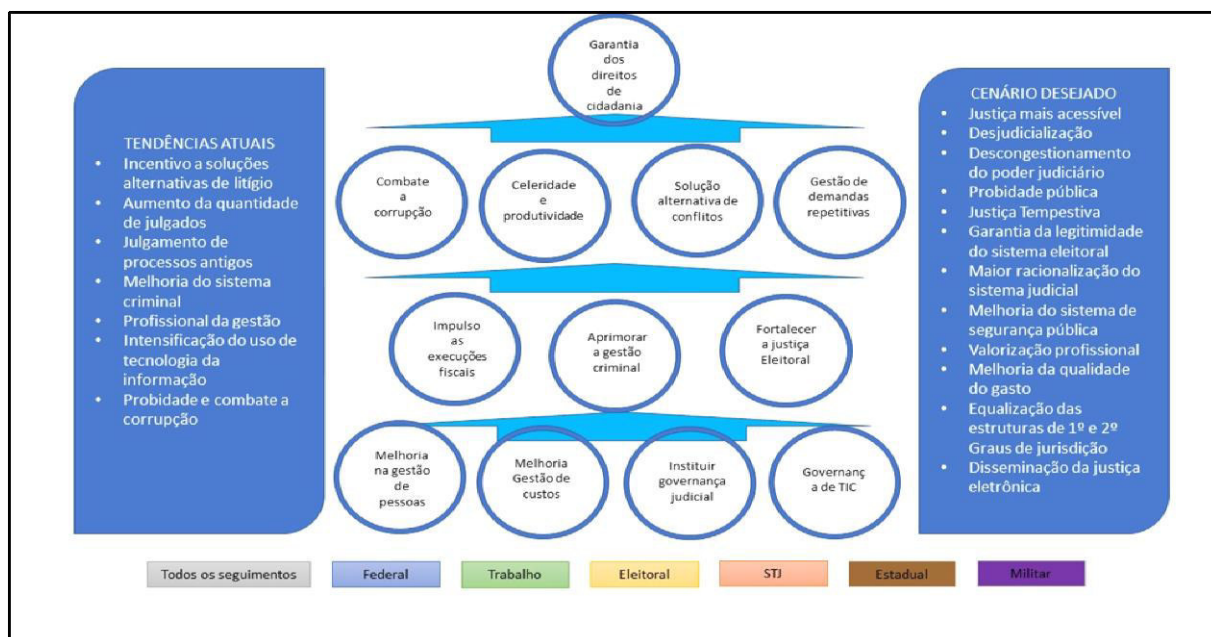 TENDÊNCIAS ATUAIS
• Incentivo a soluções
alternativas de litígio
• Aumento da quantidade
de julgados
• Julgamento de
processos antigos
• Melhoria do sistema
criminal
• Profissional da gestão
• Intensificação do uso de
tecnologia da
informação
• Probidade e combate a
corrupção
Garantia
dos
direitos
de
cidadania
Combate
a
corrupção
Celeridade
e
produtividade
Solução
alternativa de
conflitos
Gestão de
demandas
repetitivas
Impulso
as
execuções
fiscais
Aprimorar
a gestão
criminal
Fortalecer
a justiça
Eleitoral
Melhoria
na gestão
de
pessoas
Melhoria
Gestão de
custos
Instituir
governança
judicial
Governanç
a de TIC
CENÁRIO DESEJADO
• Justiça mais acessível
• Desjudicialização
• Descongestionamento
do poder judiciário
• Probidade pública
• Justiça Tempestiva
• Garantia da legitimidade
do sistema eleitoral
• Maior racionalização do
sistema judicial
• Melhoria do sistema de
segurança pública
• Valorização profissional
• Melhoria da qualidade
do gasto
• Equalização das
estruturas de 1º e 2º
Graus de jurisdição
• Disseminação da justiça
eletrônica
Todos os seguimentos
Federal
Trabalho
Eleitoral
STJ
Estadual
Militar